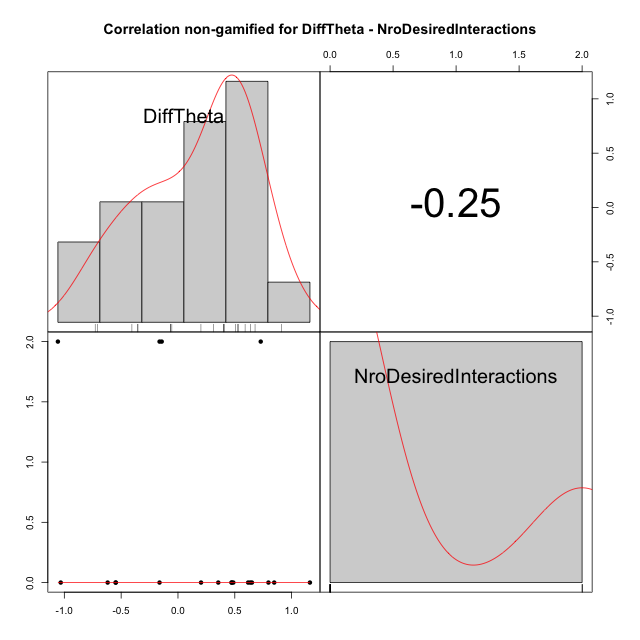 Correlation non-gamified for DiffTheta - NroDesiredInteractions
0.0 0.5 1.0 1.5 2.0
DiffTheta
-0.25
1.0
0.5
0.0
-0.5
-1.0
2.0
1.5
1.0
0.5
0.0
NroDesiredInteractions
-1.0 -0.5 0.0 0.5 1.0